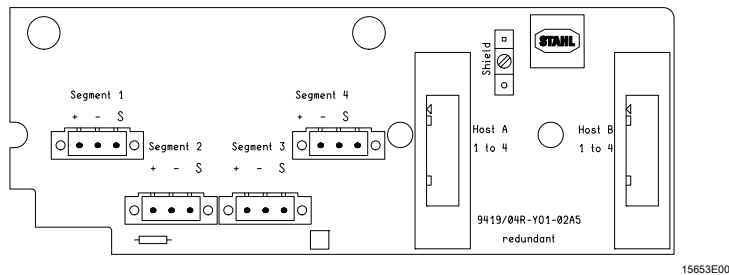 STAHL
Shield
Segment 1
+ - S
Segment 4
+ - S
Segment 2
+ - S
Segment 3
+ - S
Host A
1 to 4
Host B
1 to 4
9419/04R-Y01-02A5
redundant
15653E00